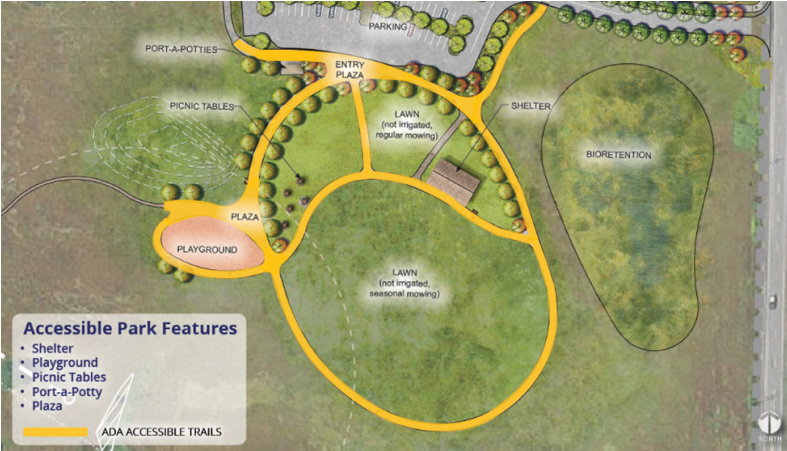 PARKING
PORT-A-POTTIES
ENTRY
PLAZA
PICNIC TABLES
LAWN
(not irrigated,
regular mowing)
SHELTER
BIORETENTION
PLAZA
PLAYGROUND
LAWN
(not irrigated,
seasonal mowing)
Accessible Park Features
• Shelter
• Playground
• Picnic Tables
• Port-a-Potty
• Plaza
ADA ACCESSIBLE TRAILS
NORTH